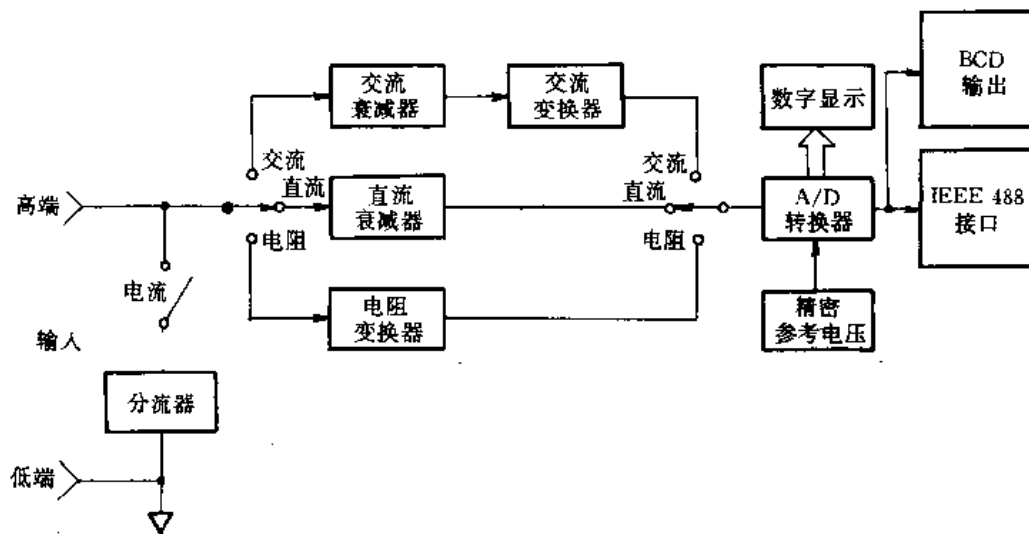 BCD
输出
交流
衰减器
交流
变换器
数字显示
交流
直流
交流
直流
高端
直流
衰减器
A/D
转换器
IEEE 488
接口
电阻
电阻
电流
输入
电阻
变换器
精密
参考电压
分流器
低端